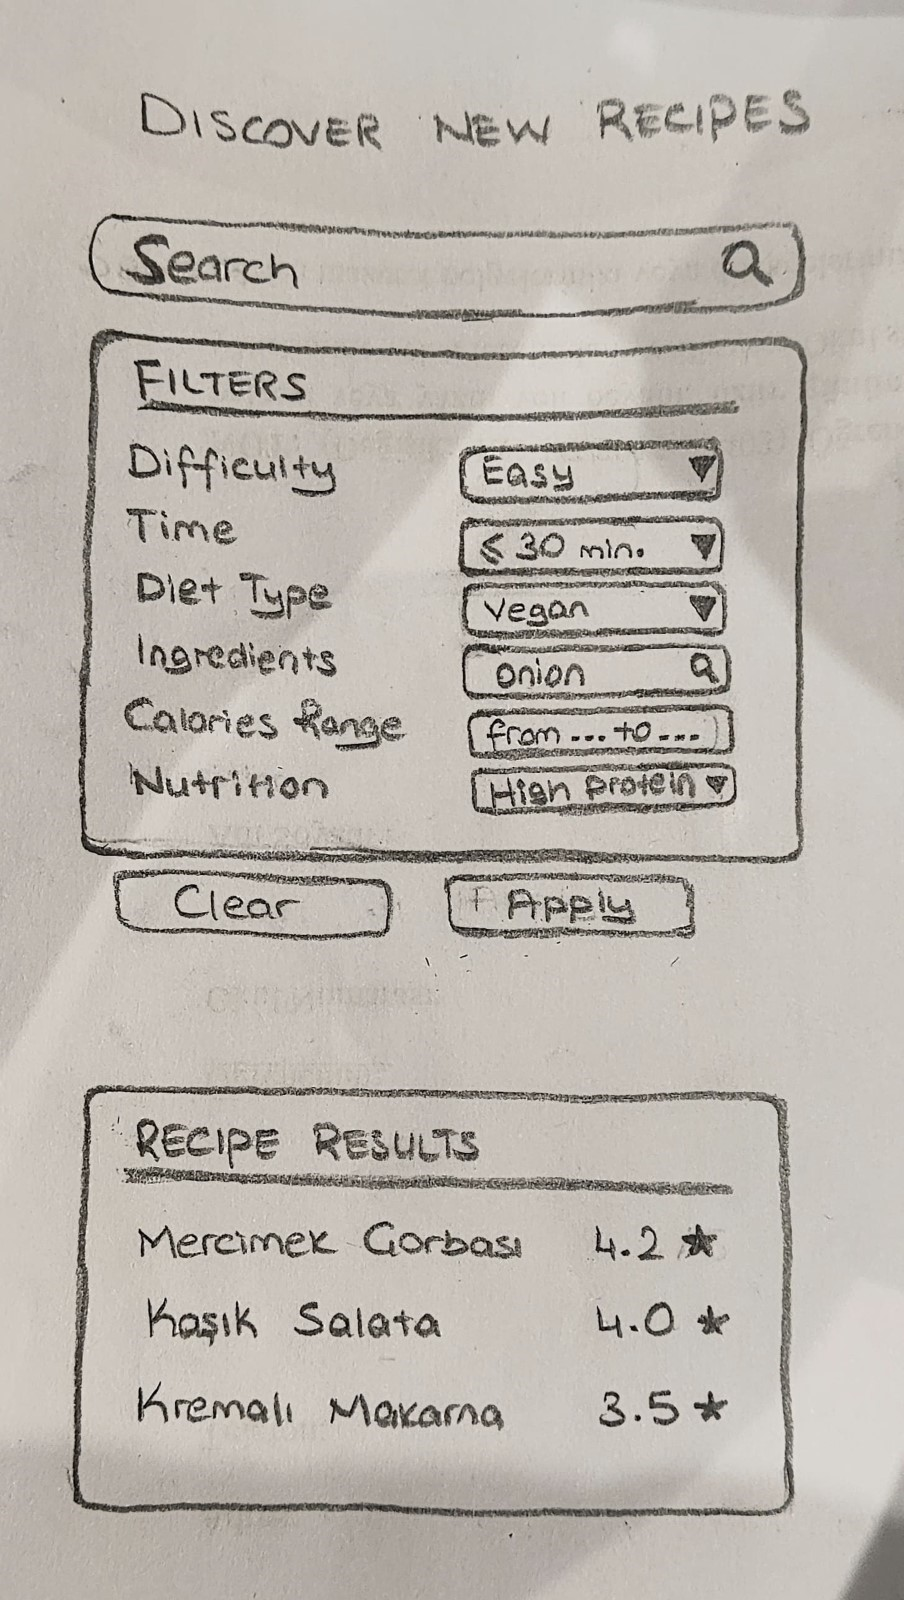 DISCOVER NEW RECIPES
Search
FILTERS
Difficulty Easy
Time ≤ 30 min.
Diet Type Vegan
Ingredients onion
Calories Range from ... to ...
Nutrition High protein
Clear Apply
RECIPE RESULTS
Mercimek Çorbası 4.2 ★
Kaşık Salata 4.0 ★
Kremalı Makarna 3.5 ★